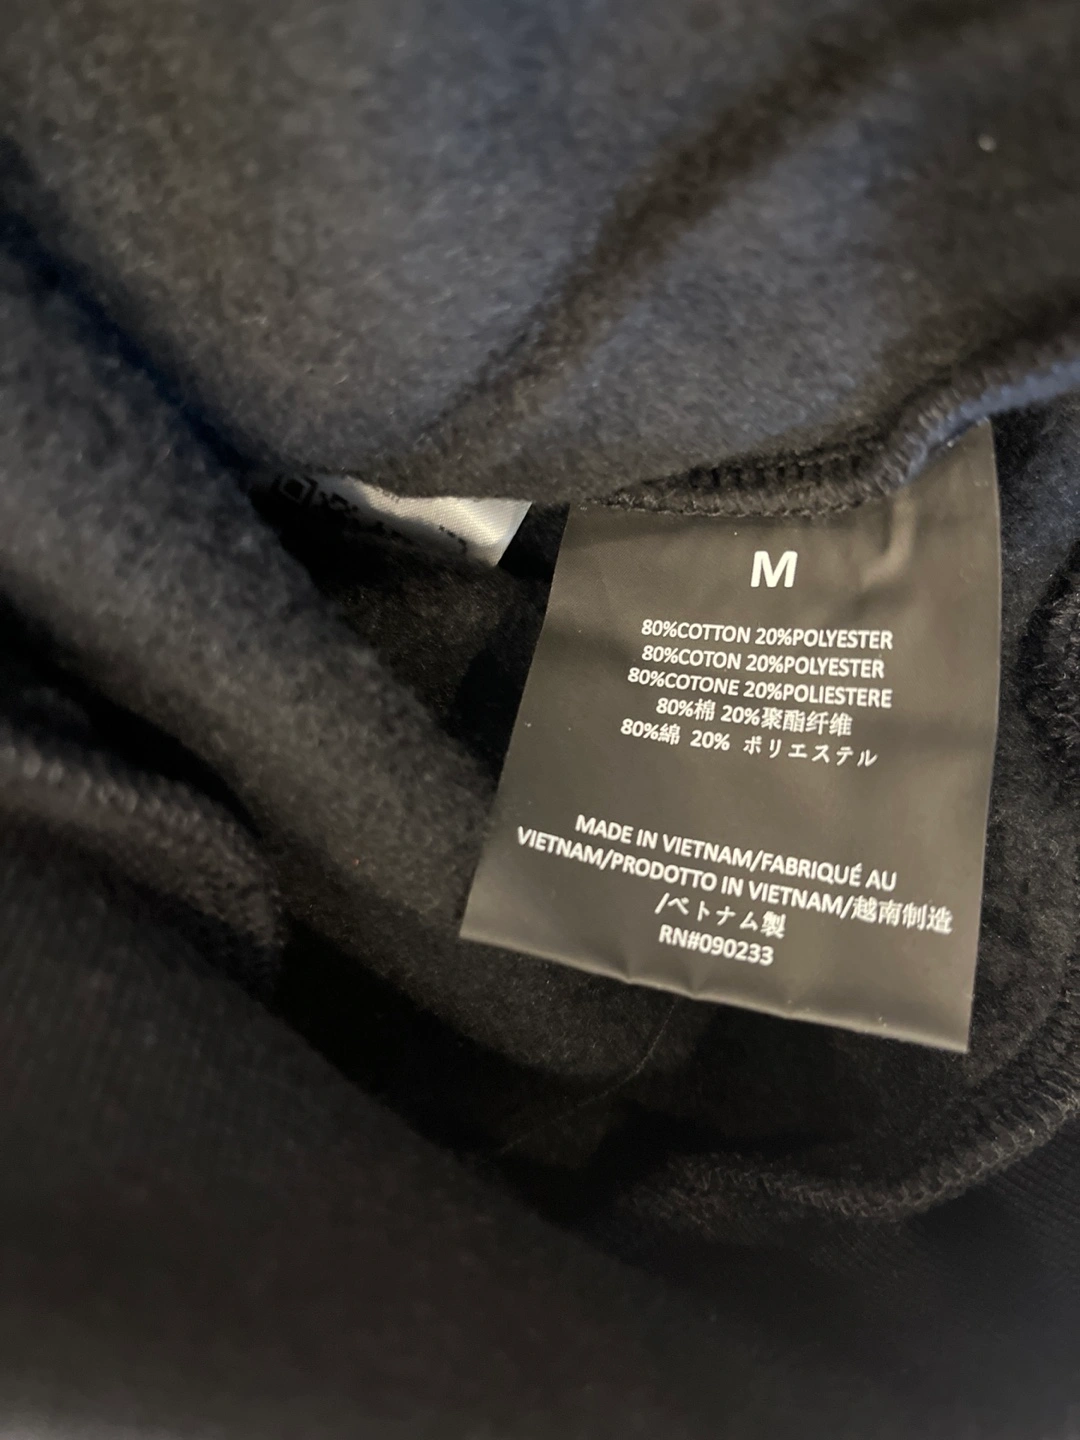 M
80%COTTON 20%POLYESTER
80%COTON 20%POLYESTER
80%COTONE 20%POLIESTERE
80%棉 20%聚酯纤维
80%綿 20% ポリエステル
MADE IN VIETNAM/FABRIQUÉ AU
VIETNAM/PRODOTTO IN VIETNAM/越南制造
/ベトナム製
RN#090233